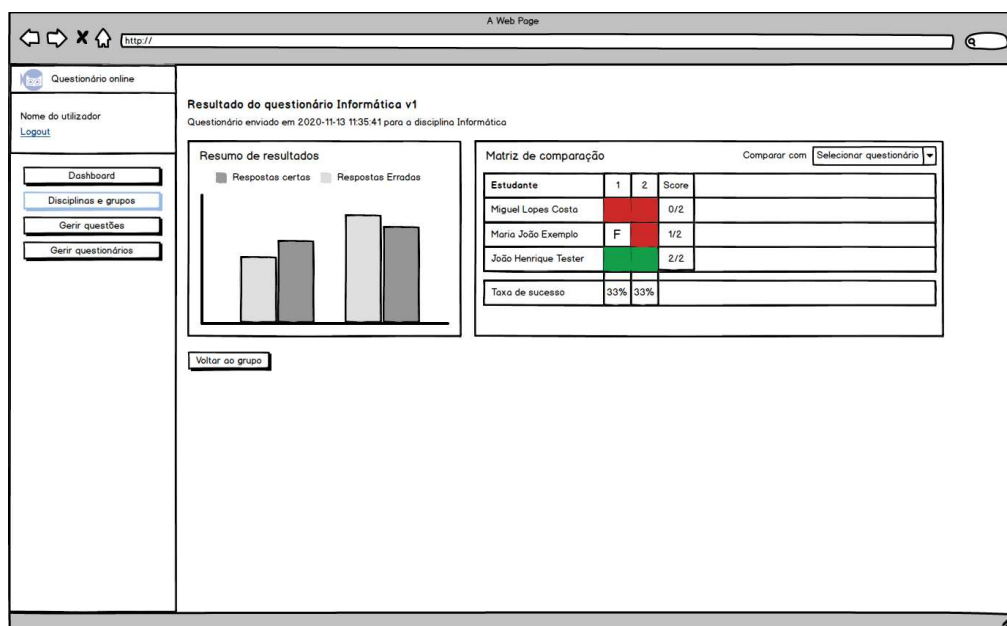 A Web Page
http://
Questionário online
Nome do utilizador
Logout
Dashboard
Disciplinas e grupos
Gerir questões
Gerir questionários
Resultado do questionário Informática v1
Questionário enviado em 2020-11-13 11:35:41 para a disciplina Informática
Resumo de resultados
Respostas certas Respostas Erradas
Matriz de comparação Comparar com Selecionar questionário
Estudante 1 2 Score
Miguel Lopes Costa 0/2
Maria João Exemplo F 1/2
João Henrique Tester 2/2
Taxa de sucesso 33% 33%
Voltar ao grupo